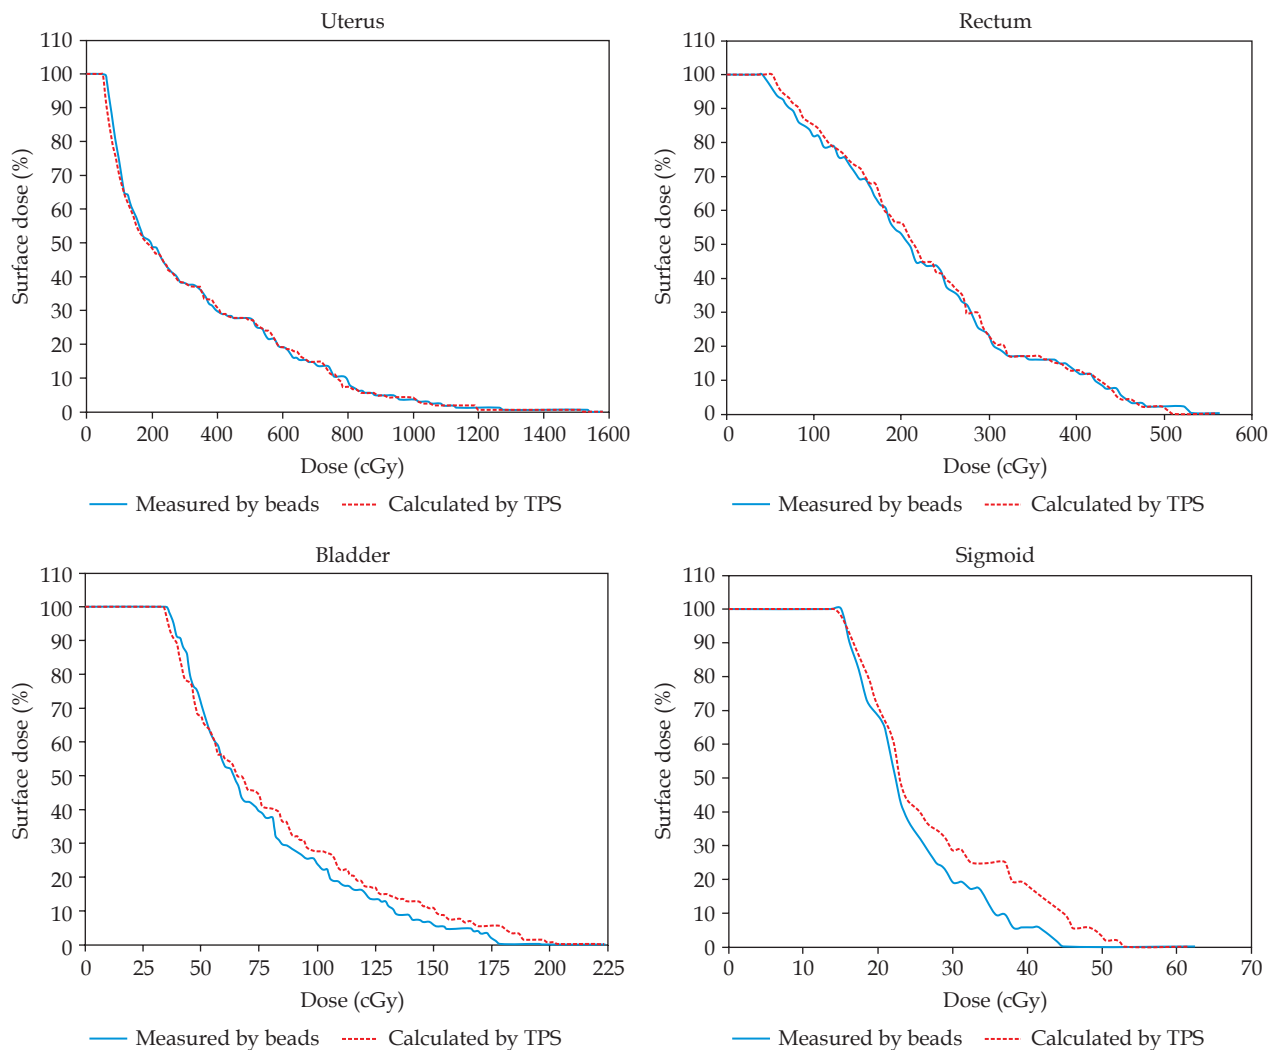 Uterus
110
100
90
80
70
60
50
40
30
20
10
0
Surface dose (%)
0 200 400 600 800 1000 1200 1400 1600
Dose (cGy)
Measured by beads Calculated by TPS
Rectum
110
100
90
80
70
60
50
40
30
20
10
0
Surface dose (%)
0 100 200 300 400 500 600
Dose (cGy)
Measured by beads Calculated by TPS
Bladder
110
100
90
80
70
60
50
40
30
20
10
0
Surface dose (%)
0 25 50 75 100 125 150 175 200 225
Dose (cGy)
Measured by beads Calculated by TPS
Sigmoid
110
100
90
80
70
60
50
40
30
20
10
0
Surface dose (%)
0 10 20 30 40 50 60 70
Dose (cGy)
Measured by beads Calculated by TPS